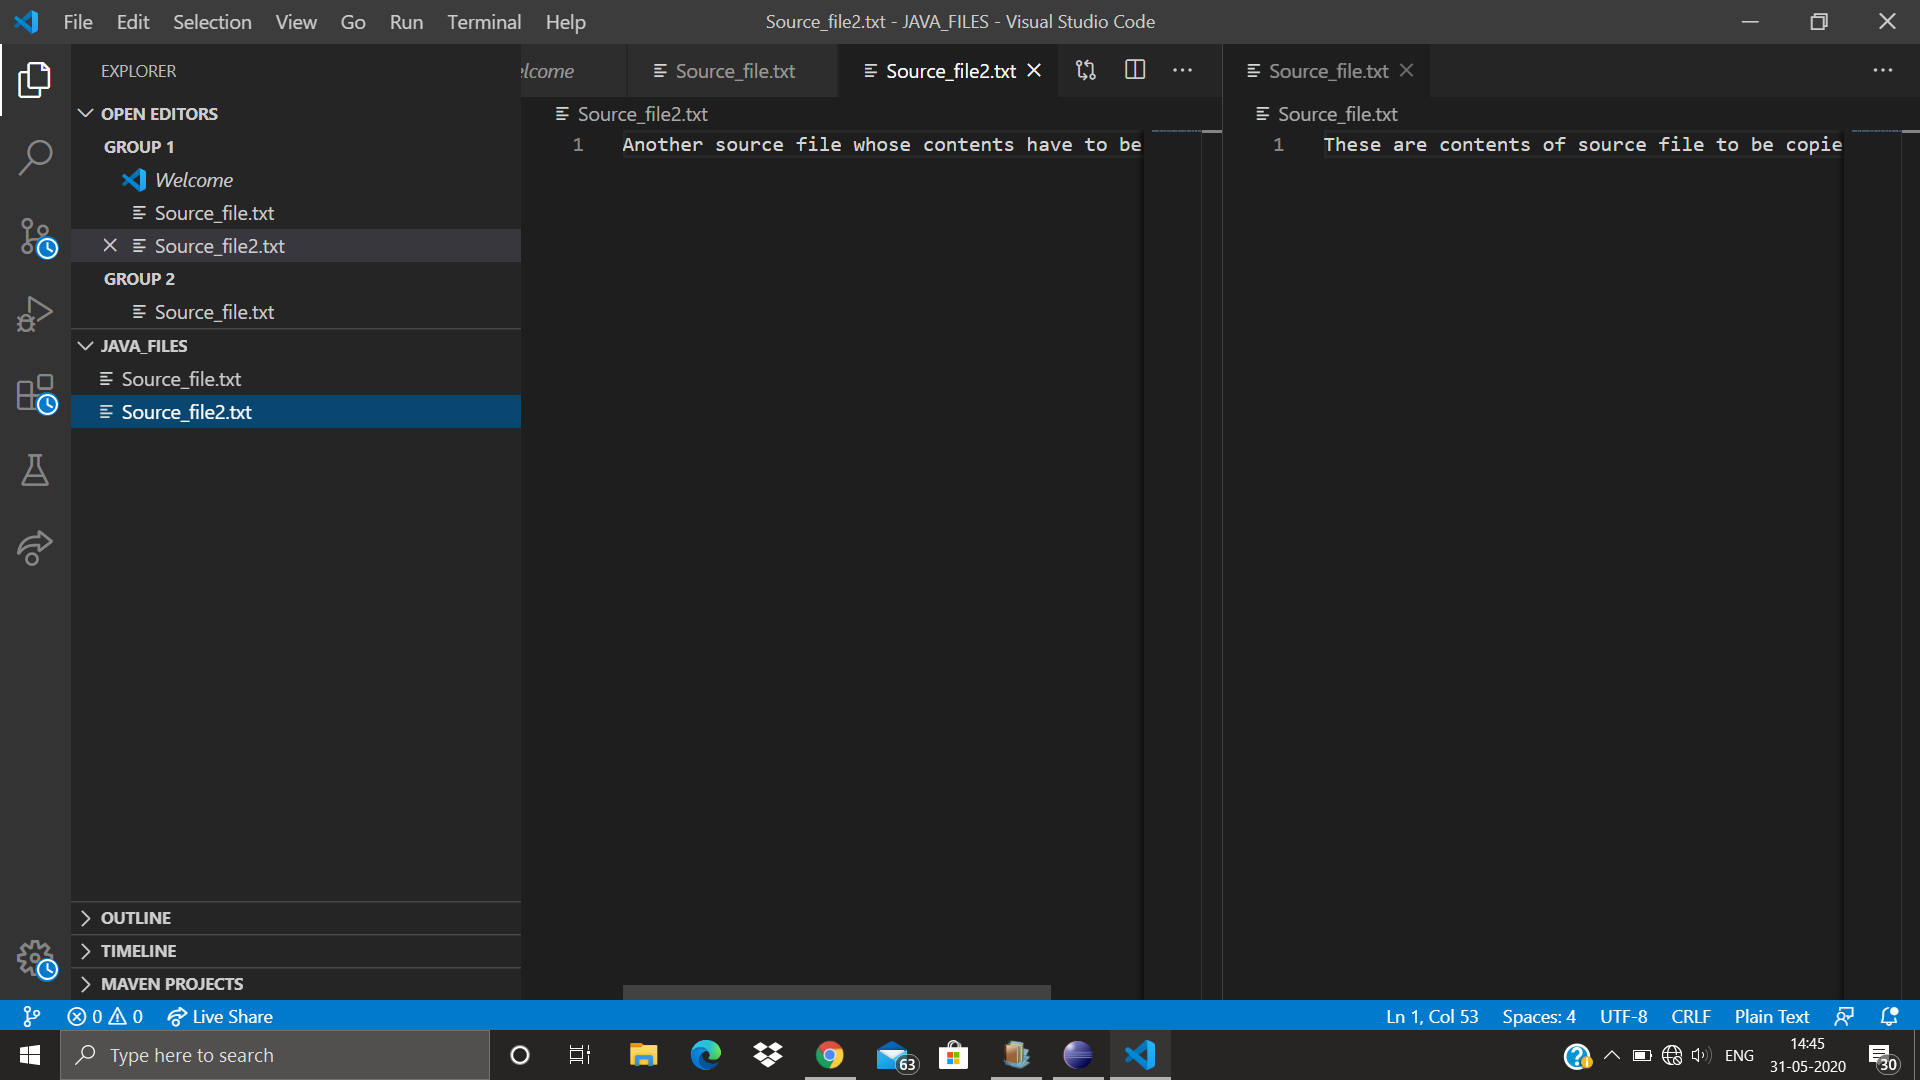 File Edit Selection View Go Run Terminal Help
Source_file2.txt - JAVA_FILES - Visual Studio Code
EXPLORER
OPEN EDITORS
GROUP 1
Welcome
Source_file.txt
Source_file2.txt
GROUP 2
Source_file.txt
JAVA_FILES
Source_file.txt
Source_file2.txt
OUTLINE
TIMELINE
MAVEN PROJECTS
elcome Source_file.txt Source_file2.txt
Source_file2.txt
1 Another source file whose contents have to be
Source_file.txt
Source_file.txt
1 These are contents of source file to be copie
0 0 Live Share
Ln 1, Col 53 Spaces: 4 UTF-8 CRLF Plain Text
Type here to search
63
ENG
14:45
31-05-2020
30